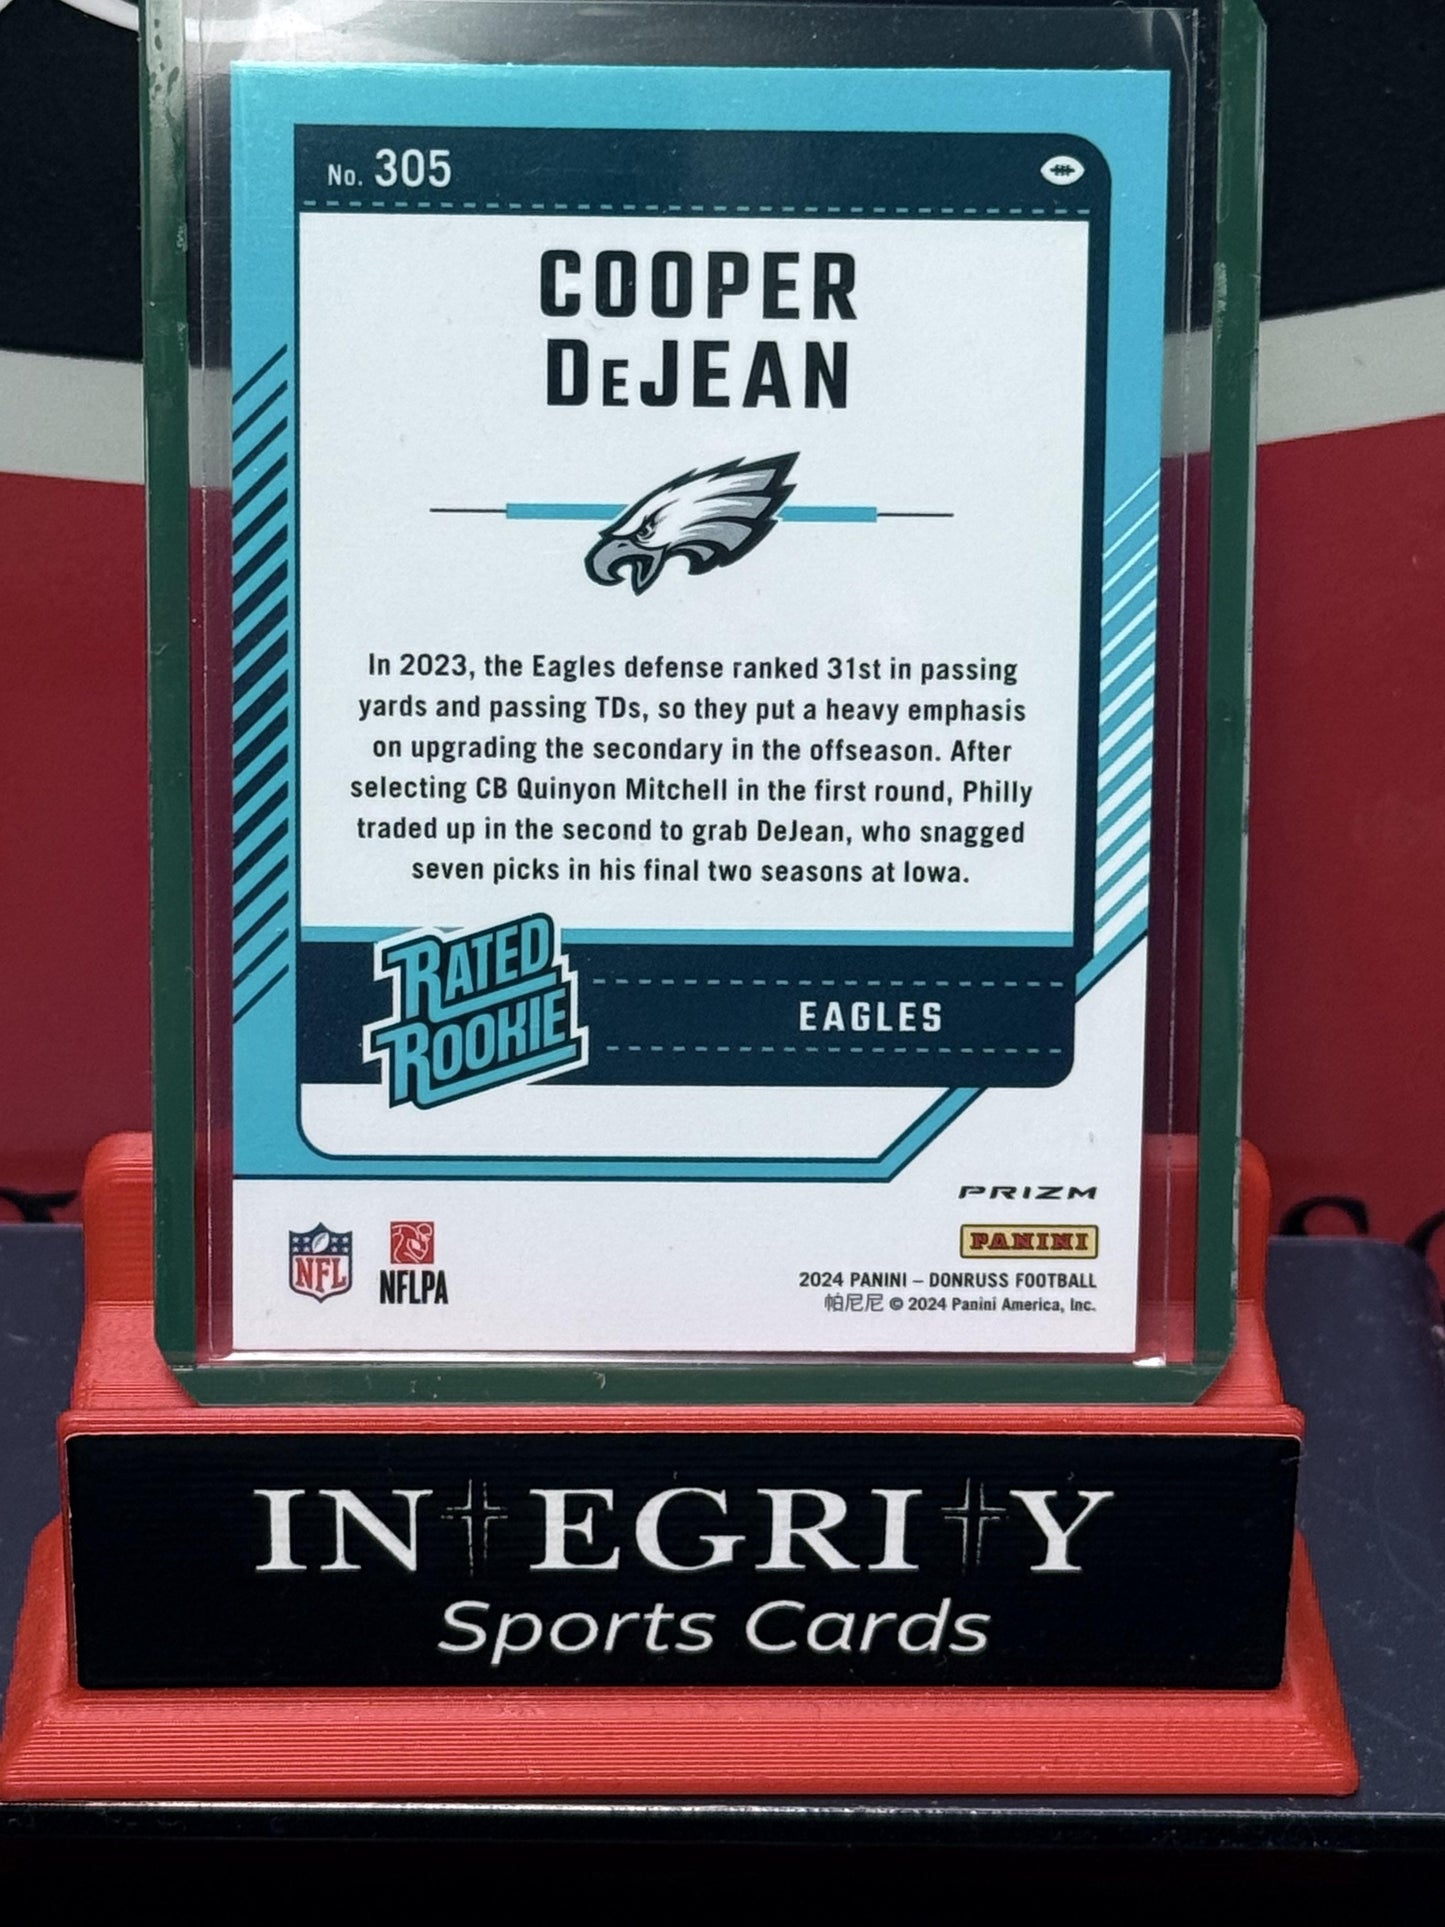 No. 305
COOPER
DeJEAN
In 2023, the Eagles defense ranked 31st in passing
yards and passing TDs, so they put a heavy emphasis
on upgrading the secondary in the offseason. After
selecting CB Quinyon Mitchell in the first round, Philly
traded up in the second to grab DeJean, who snagged
seven picks in his final two seasons at Iowa.
RATED
ROOKIE
EAGLES
PRIZM
NFL
NFLPA
PANINI
2024 PANINI – DONRUSS FOOTBALL
帕尼尼 © 2024 Panini America, Inc.
INTEGRITY
Sports Cards